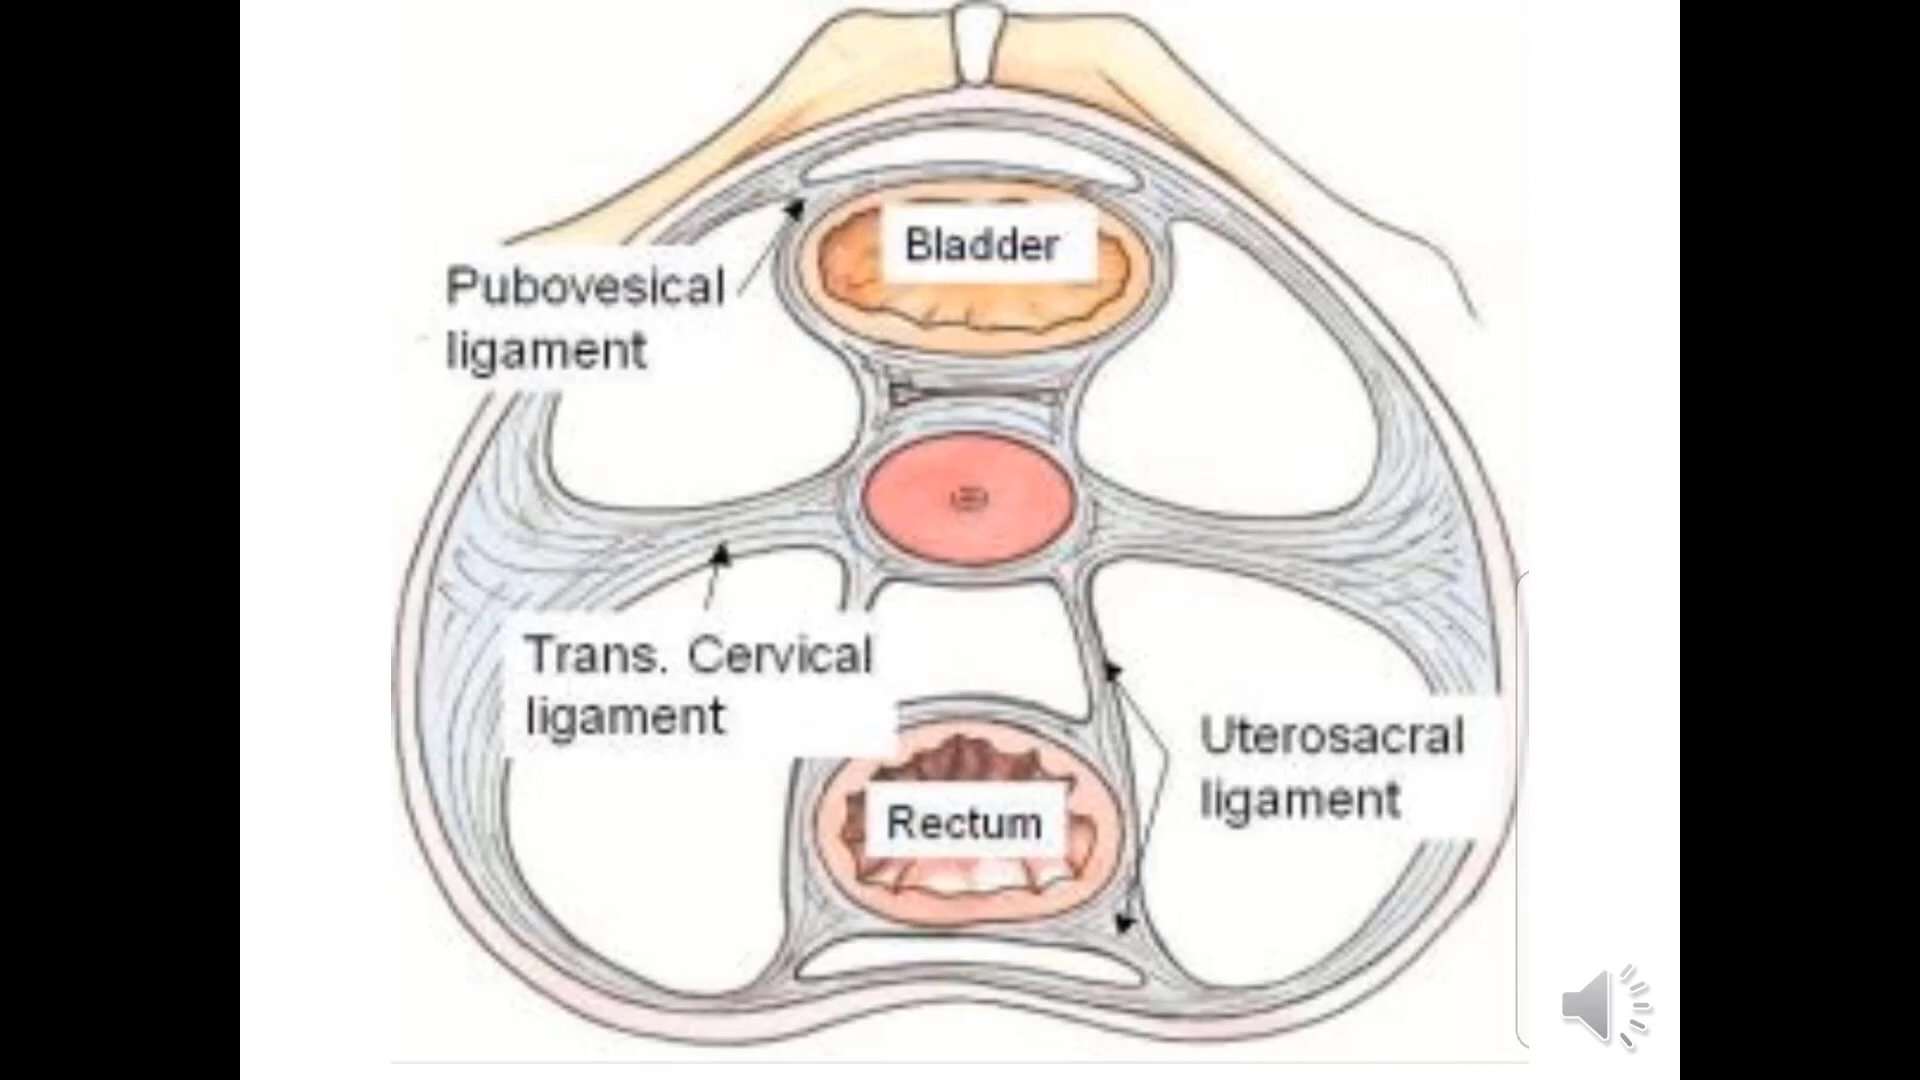 Bladder
Pubovesical
ligament
Trans. Cervical
ligament
Uterosacral
ligament
Rectum